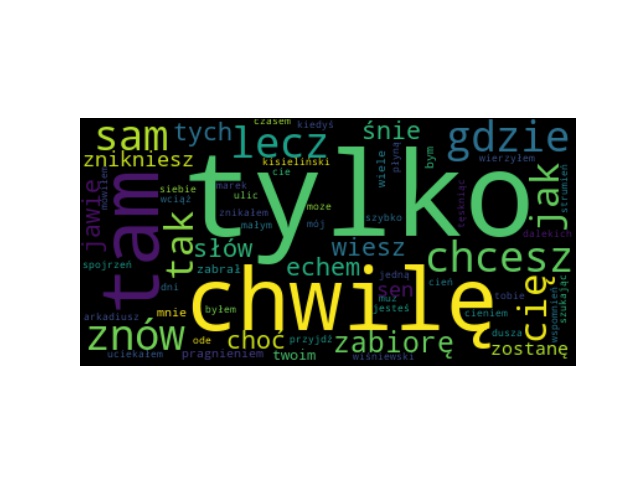 czasem kiedyś
sam tych lecz śnie gdzie
znikniesz kisieliński cie wiele płyną bym wierzyłem
tylko
jawie mówiłem tam siebie wciąż marek ulic moze tęskniąc jak strumień
znikałem małym mój szybko dalekich
tak słów wiesz chcesz
spojrzeń zabrał echem jedną cień
dni chwilę sen muz jesteś tobie cię wspomnień szukając
arkadiusz mnie byłem cieniem dusza
znów ode choć przyjdź zabiorę zostanę
uciekałem pragnieniem twoim wiśniewski